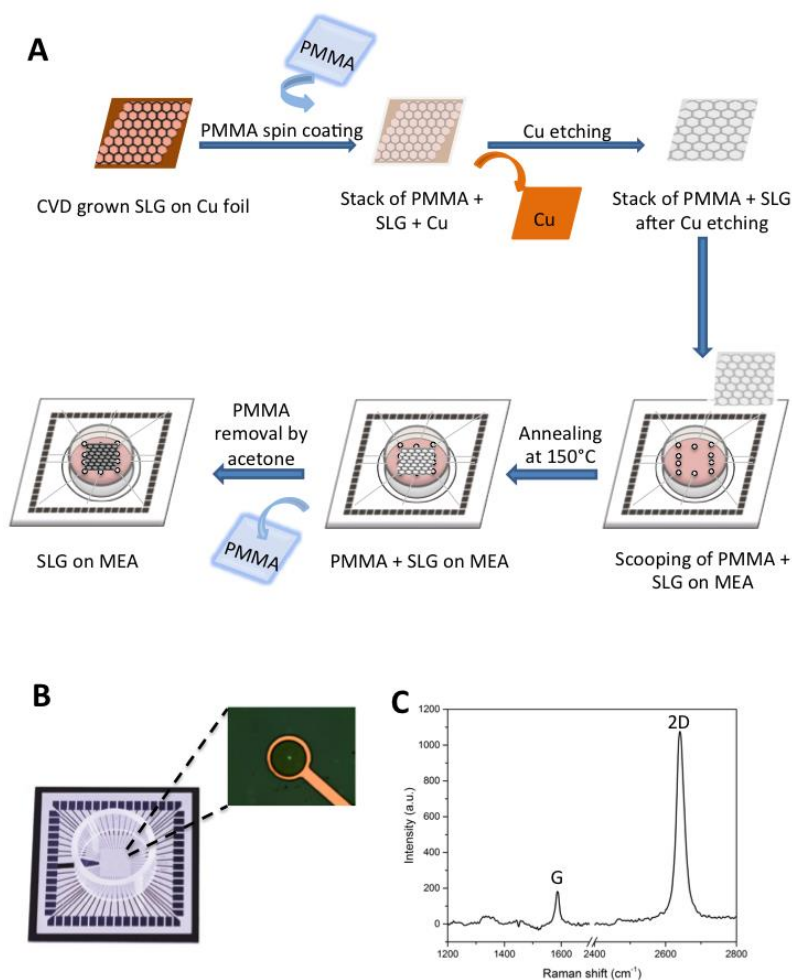 A
PMMA
PMMA spin coating
Cu etching
CVD grown SLG on Cu foil
Stack of PMMA +
SLG + Cu
Cu
Stack of PMMA + SLG
after Cu etching
PMMA
removal by
acetone
Annealing
at 150°C
PMMA
SLG on MEA
PMMA + SLG on MEA
Scooping of PMMA +
SLG on MEA
B
C
1200
1000
800
600
400
200
0
Intensity (a.u.)
G
2D
1200
1400
1600
2400
2600
2800
Raman shift (cm⁻¹)